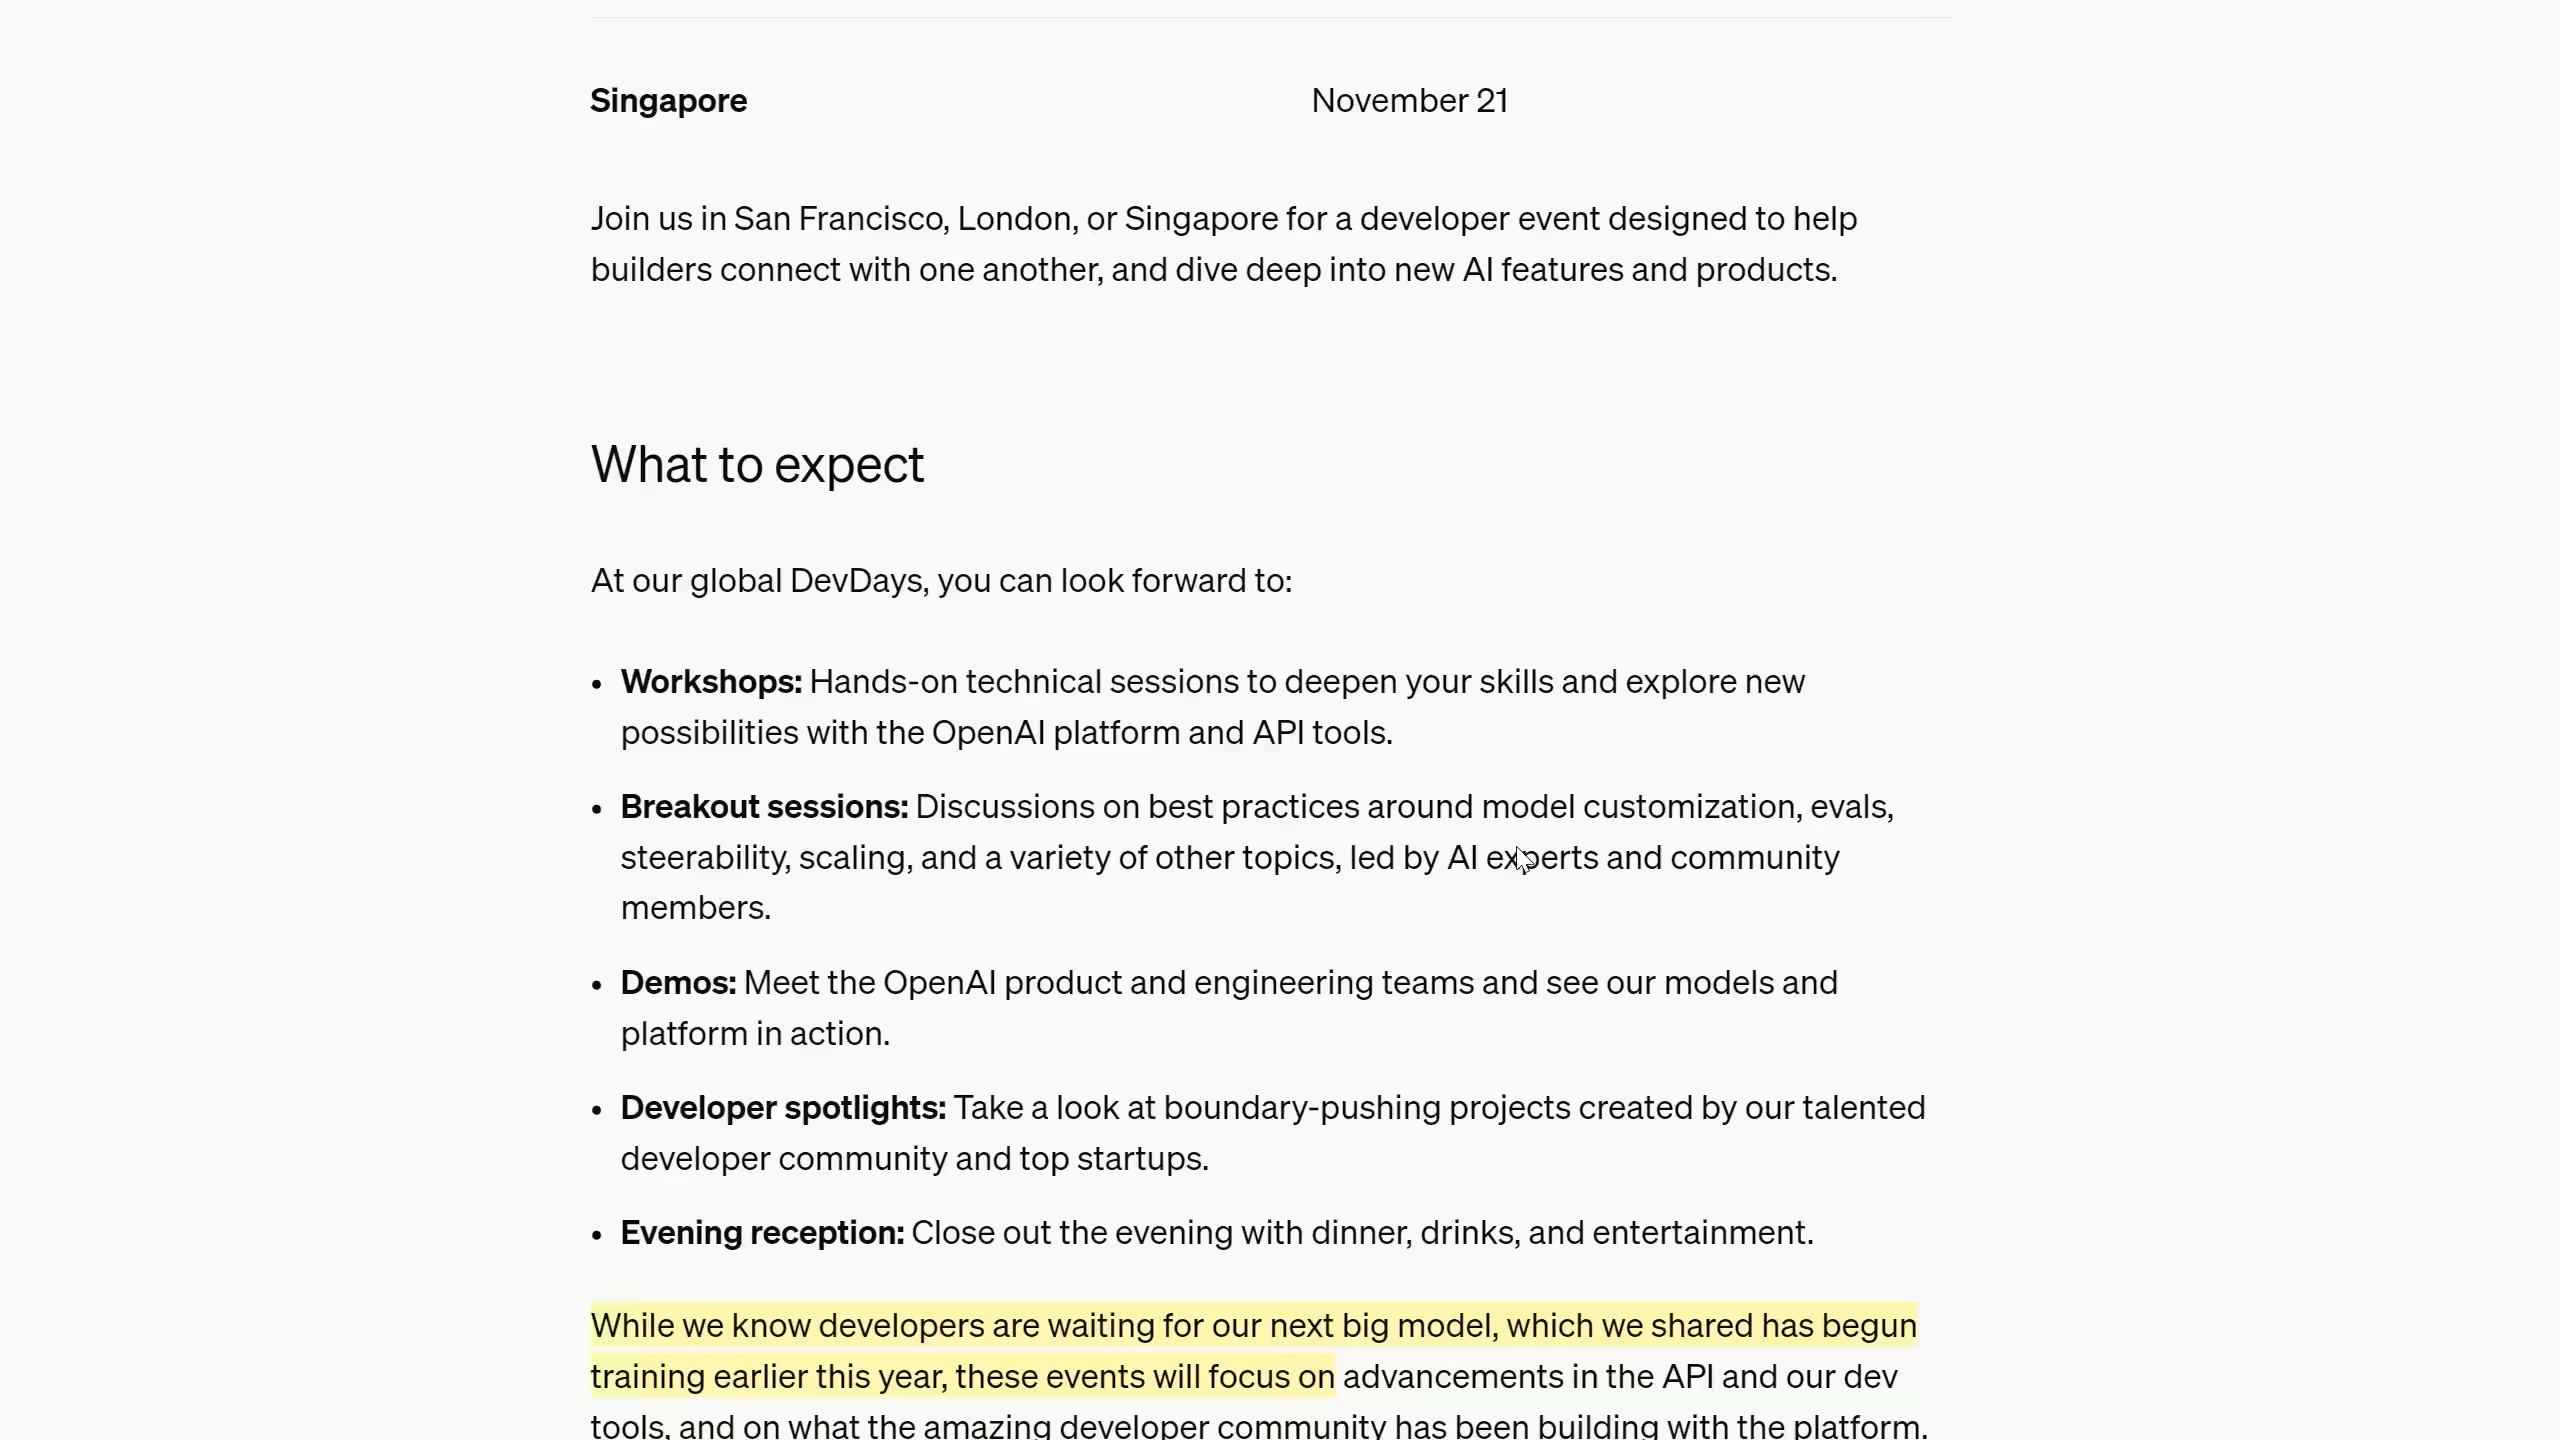 Singapore November 21
Join us in San Francisco, London, or Singapore for a developer event designed to help
builders connect with one another, and dive deep into new AI features and products.
What to expect
At our global DevDays, you can look forward to:
• Workshops: Hands-on technical sessions to deepen your skills and explore new
possibilities with the OpenAI platform and API tools.
• Breakout sessions: Discussions on best practices around model customization, evals,
steerability, scaling, and a variety of other topics, led by AI experts and community
members.
• Demos: Meet the OpenAI product and engineering teams and see our models and
platform in action.
• Developer spotlights: Take a look at boundary-pushing projects created by our talented
developer community and top startups.
• Evening reception: Close out the evening with dinner, drinks, and entertainment.
While we know developers are waiting for our next big model, which we shared has begun
training earlier this year, these events will focus on advancements in the API and our dev
tools, and on what the amazing developer community has been building with the platform.